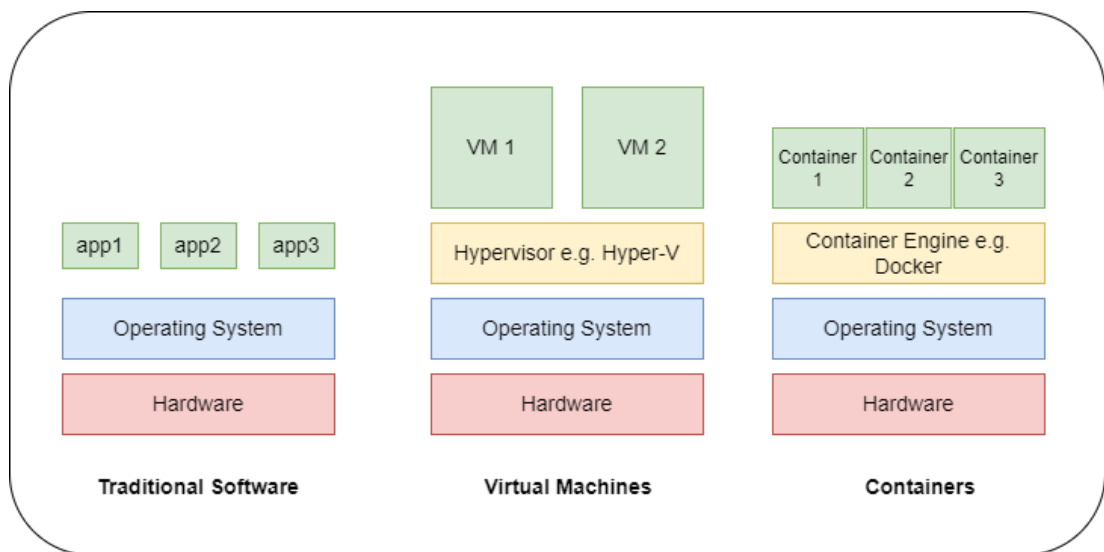 VM 1
VM 2
Container
1
Container
2
Container
3
app1
app2
app3
Hypervisor e.g. Hyper-V
Container Engine e.g.
Docker
Operating System
Operating System
Operating System
Hardware
Hardware
Hardware
Traditional Software
Virtual Machines
Containers